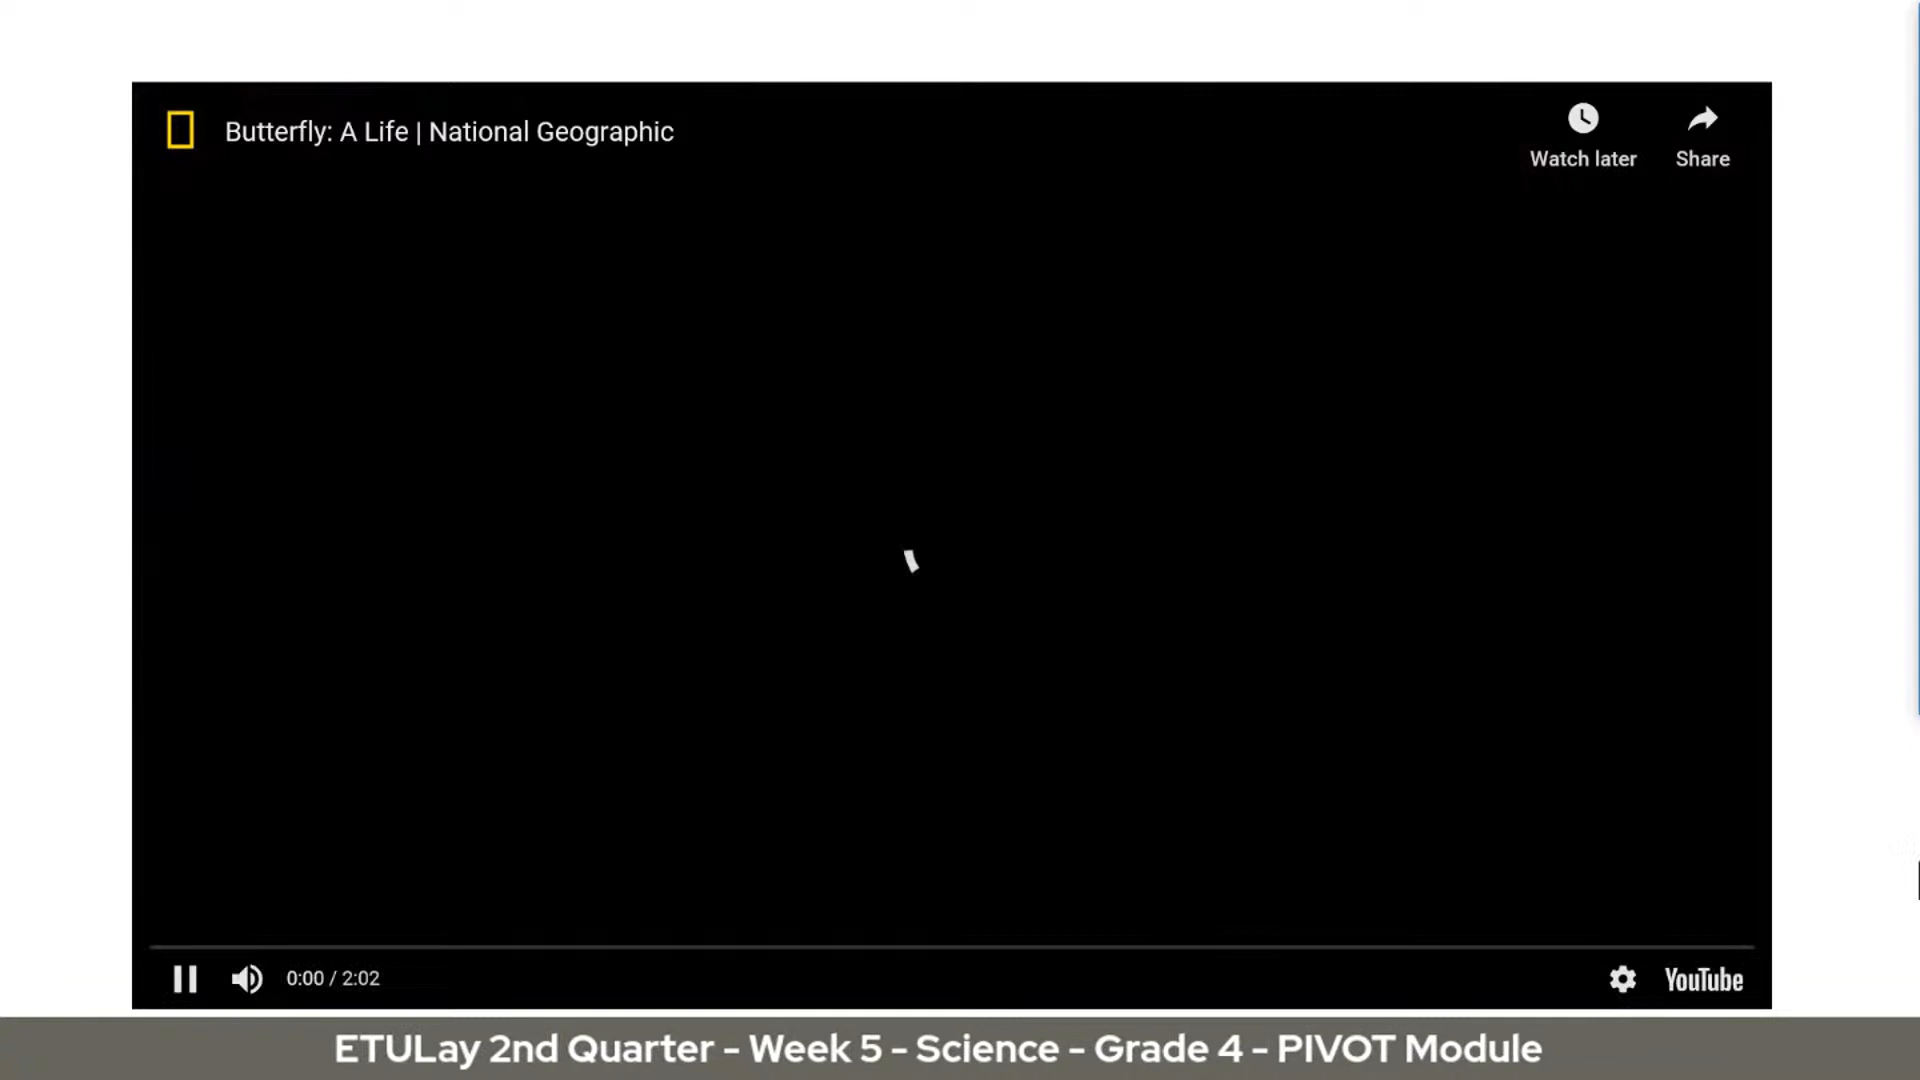 Butterfly: A Life | National Geographic
Watch later
Share
0:00 / 2:02
YouTube
ETULay 2nd Quarter - Week 5 - Science - Grade 4 - PIVOT Module